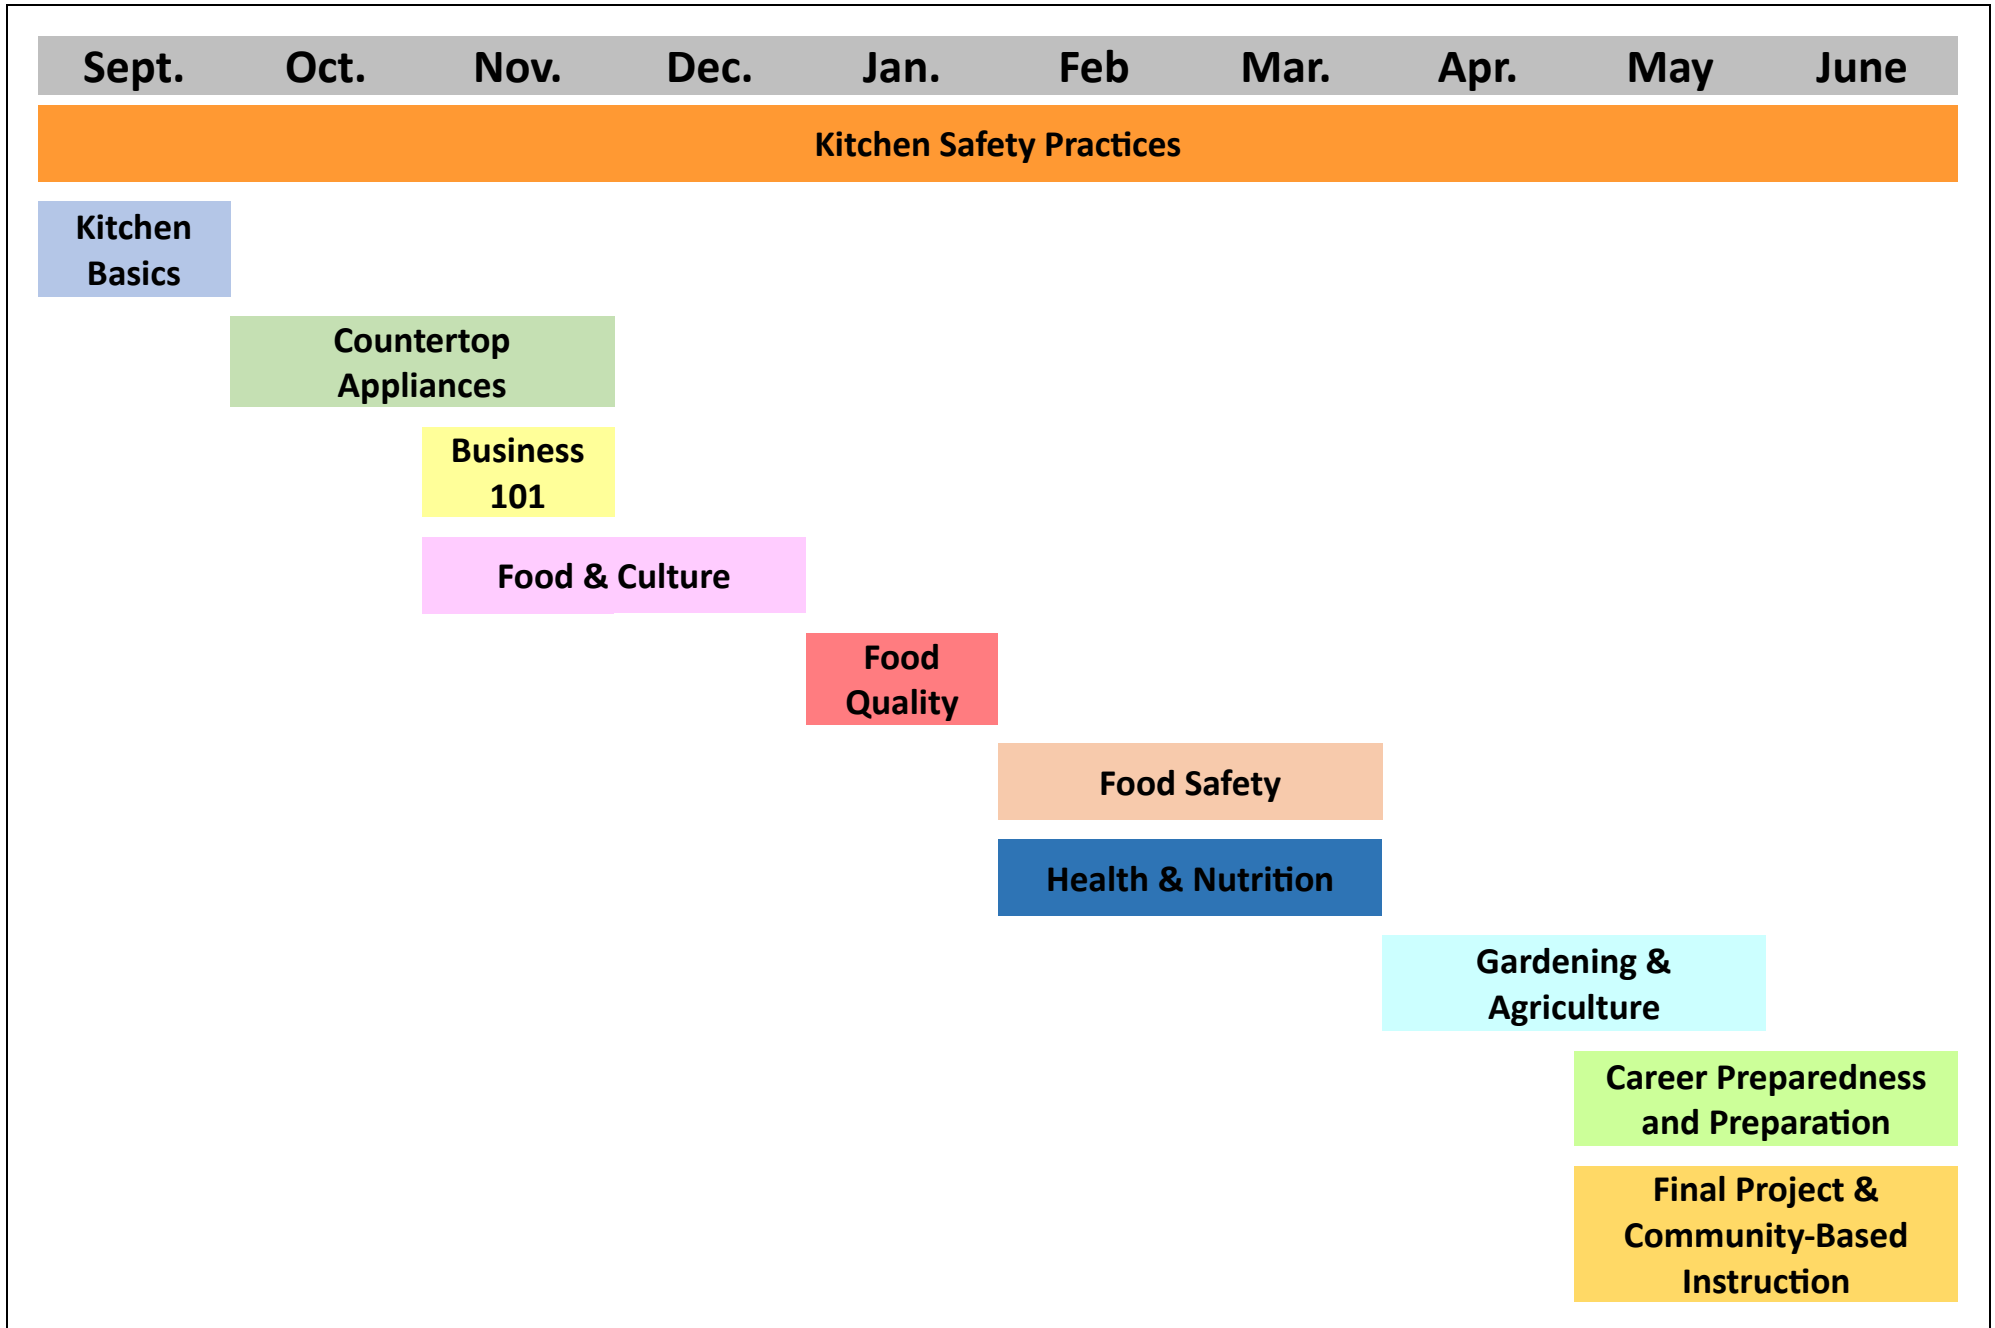 Sept. Oct. Nov. Dec. Jan. Feb Mar. Apr. May June
Kitchen Safety Practices
Kitchen
Basics
Countertop
Appliances
Business
101
Food & Culture
Food
Quality
Food Safety
Health & Nutrition
Gardening &
Agriculture
Career Preparedness
and Preparation
Final Project &
Community-Based
Instruction